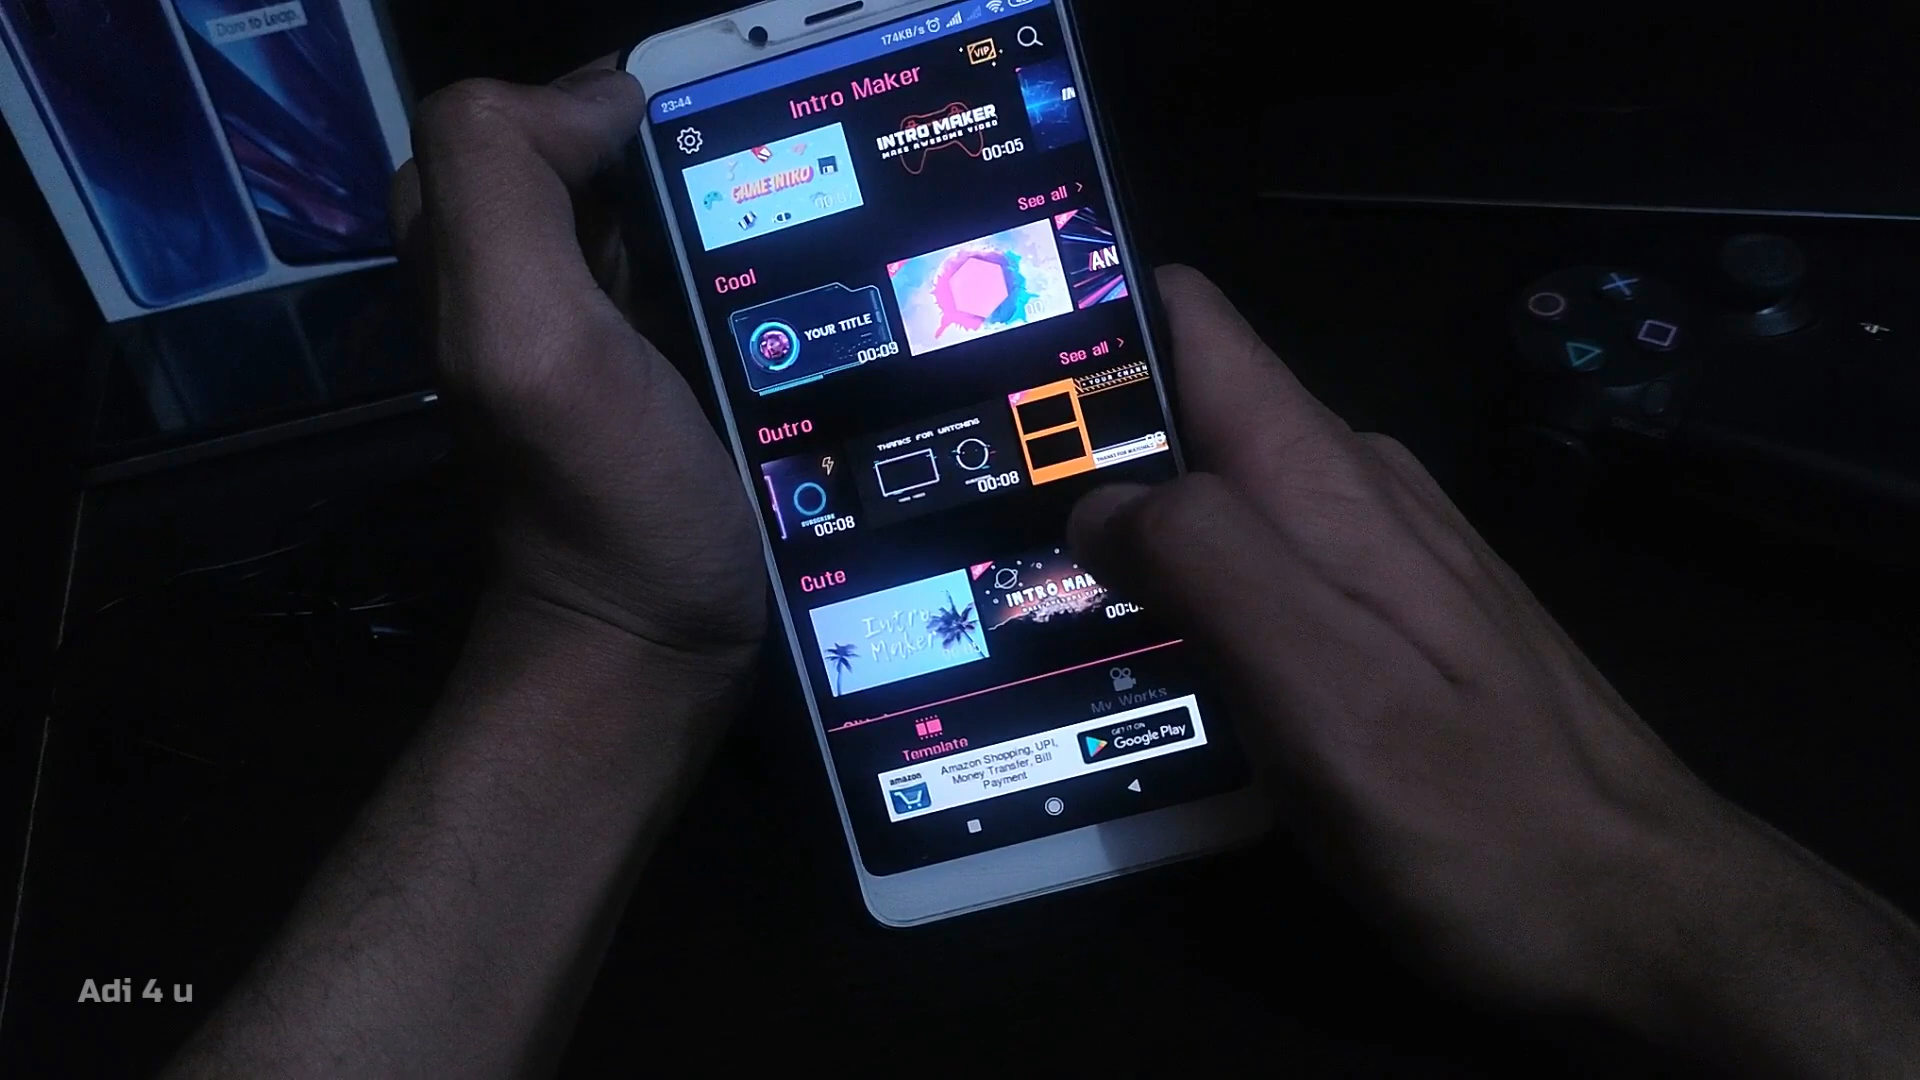 Dare to Leap.
174KB/s
23:44
VIP
Intro Maker
GAME INTRO
INTRO MAKER
MAKE AWESOME VIDEO
00:05
See all >
Cool
YOUR TITLE
00:09
AN
See all >
Outro
SUBSCRIBE
00:08
THANKS FOR WATCHING
00:08
YOUR CHANN
Cute
Intro
Maker
INTRO MAK
Template
My Works
amazon
Amazon Shopping, UPI,
Money Transfer, Bill
Payment
GET IT ON
Google Play
Adi 4 u